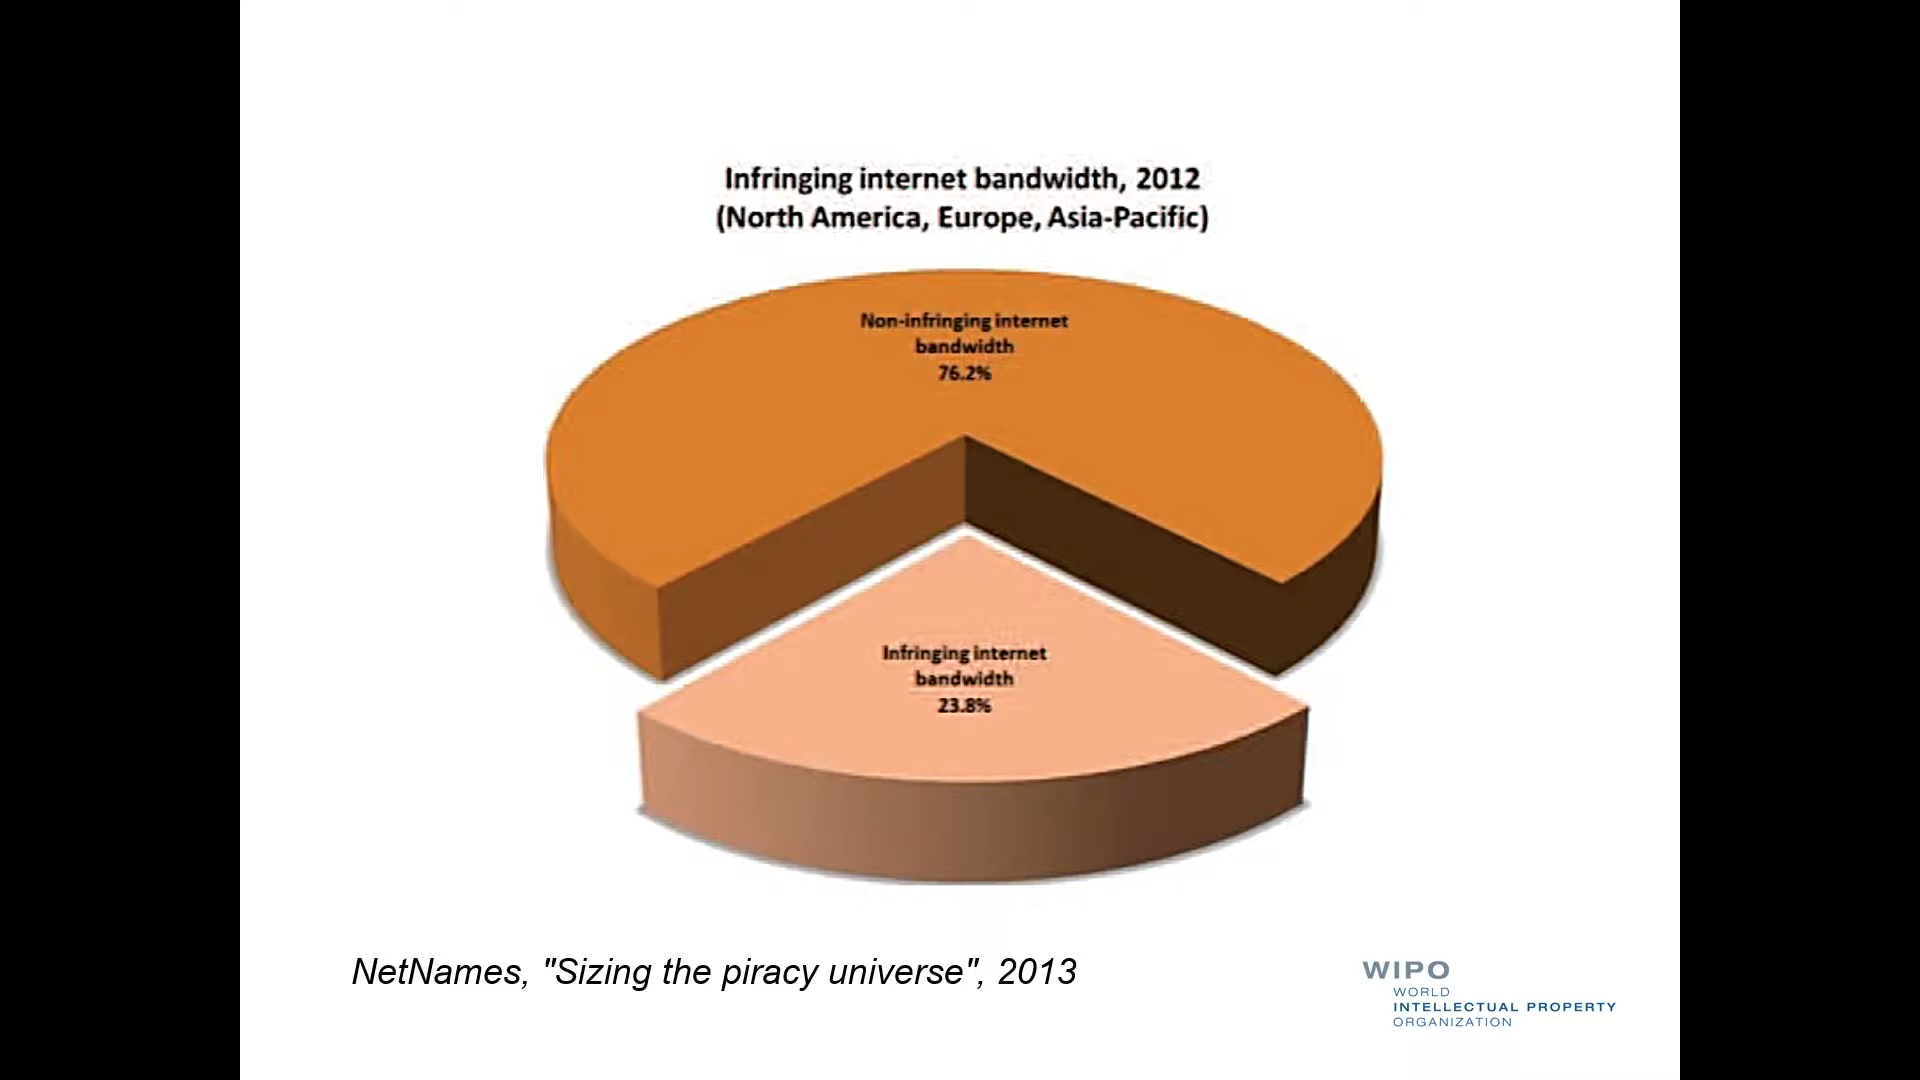 Infringing internet bandwidth, 2012
(North America, Europe, Asia-Pacific)
Non-infringing internet
bandwidth
76.2%
Infringing internet
bandwidth
23.8%
NetNames, "Sizing the piracy universe", 2013
WIPO
WORLD
INTELLECTUAL PROPERTY
ORGANIZATION